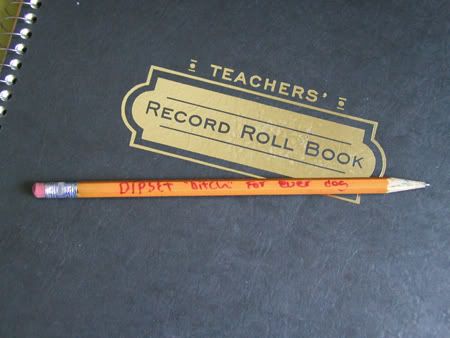 TEACHERS'
RECORD ROLL BOOK
DIPSET "bitch" For ever dog